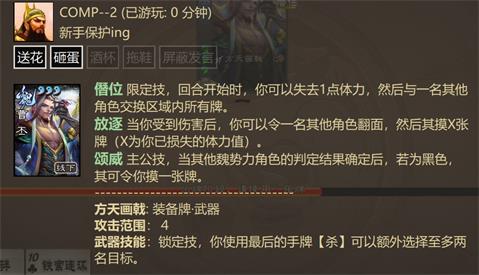 COMP--2 (已游玩: 0 分钟)
新手保护ing
送花 砸蛋 酒杯 拖鞋 屏蔽发言
方天画戟
魏
曹丕
线下
僭位 限定技，回合开始时，你可以失去1点体力，然后与一名其他
角色交换区域内所有牌。
放逐 当你受到伤害后，你可以令一名其他角色翻面，然后其摸X张
牌（X为你已损失的体力值）。
颂威 主公技，当其他魏势力角色的判定结果确定后，若为黑色，
其可令你摸一张牌。
方天画戟: 装备牌·武器
攻击范围： 4
武器技能：锁定技，你使用最后的手牌【杀】可以额外选择至多两
名目标。
10 铁索连环